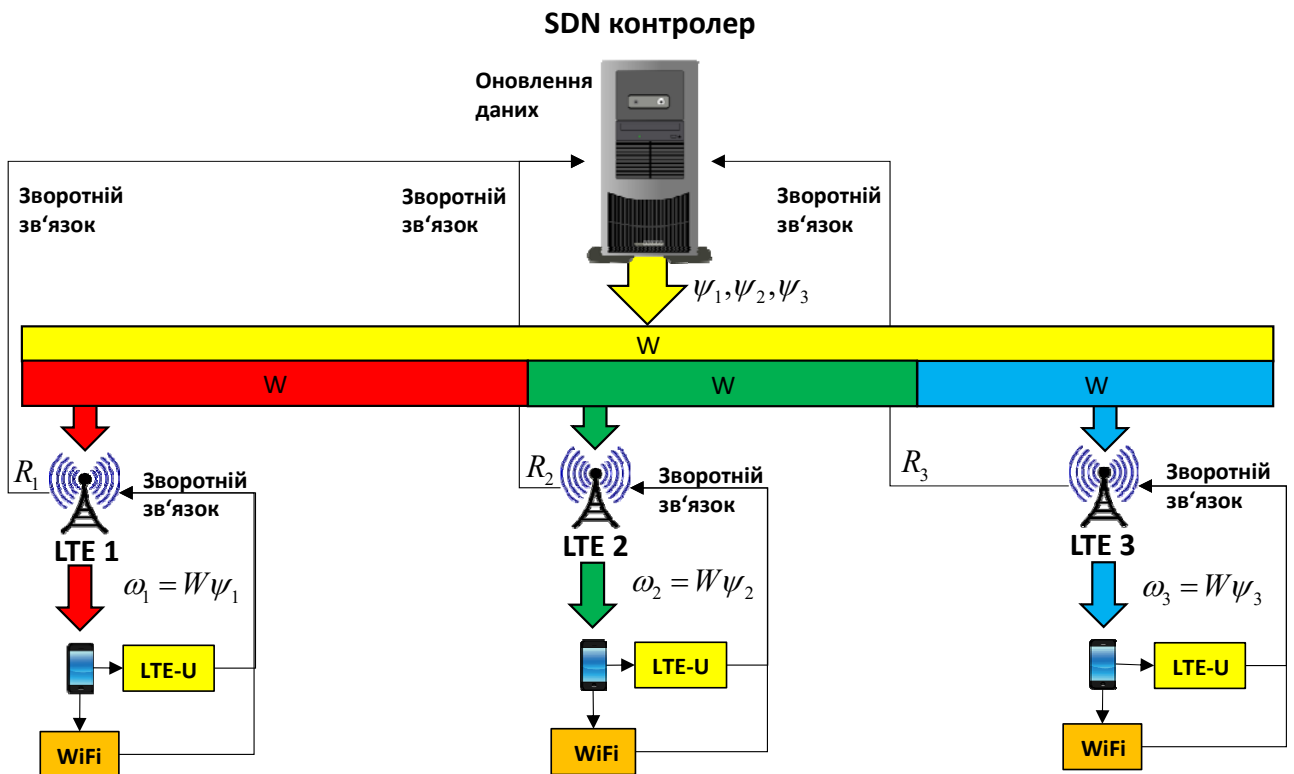 SDN контролер
Оновлення
даних
Зворотній
зв‘язок
Зворотній
зв‘язок
Зворотній
зв‘язок
ψ₁,ψ₂,ψ₃
W
W
W
W
R₁
Зворотній
зв‘язок
R₂
Зворотній
зв‘язок
R₃
Зворотній
зв‘язок
LTE 1
LTE 2
LTE 3
ω₁ = Wψ₁
ω₂ = Wψ₂
ω₃ = Wψ₃
LTE-U
LTE-U
LTE-U
WiFi
WiFi
WiFi